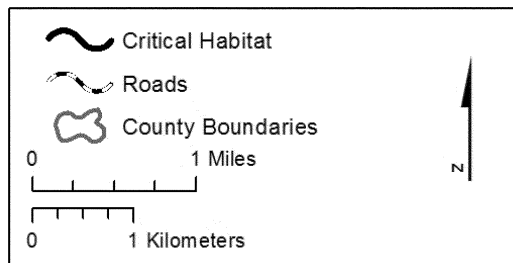 Critical Habitat
Roads
County Boundaries
0 1 Miles
0 1 Kilometers
N